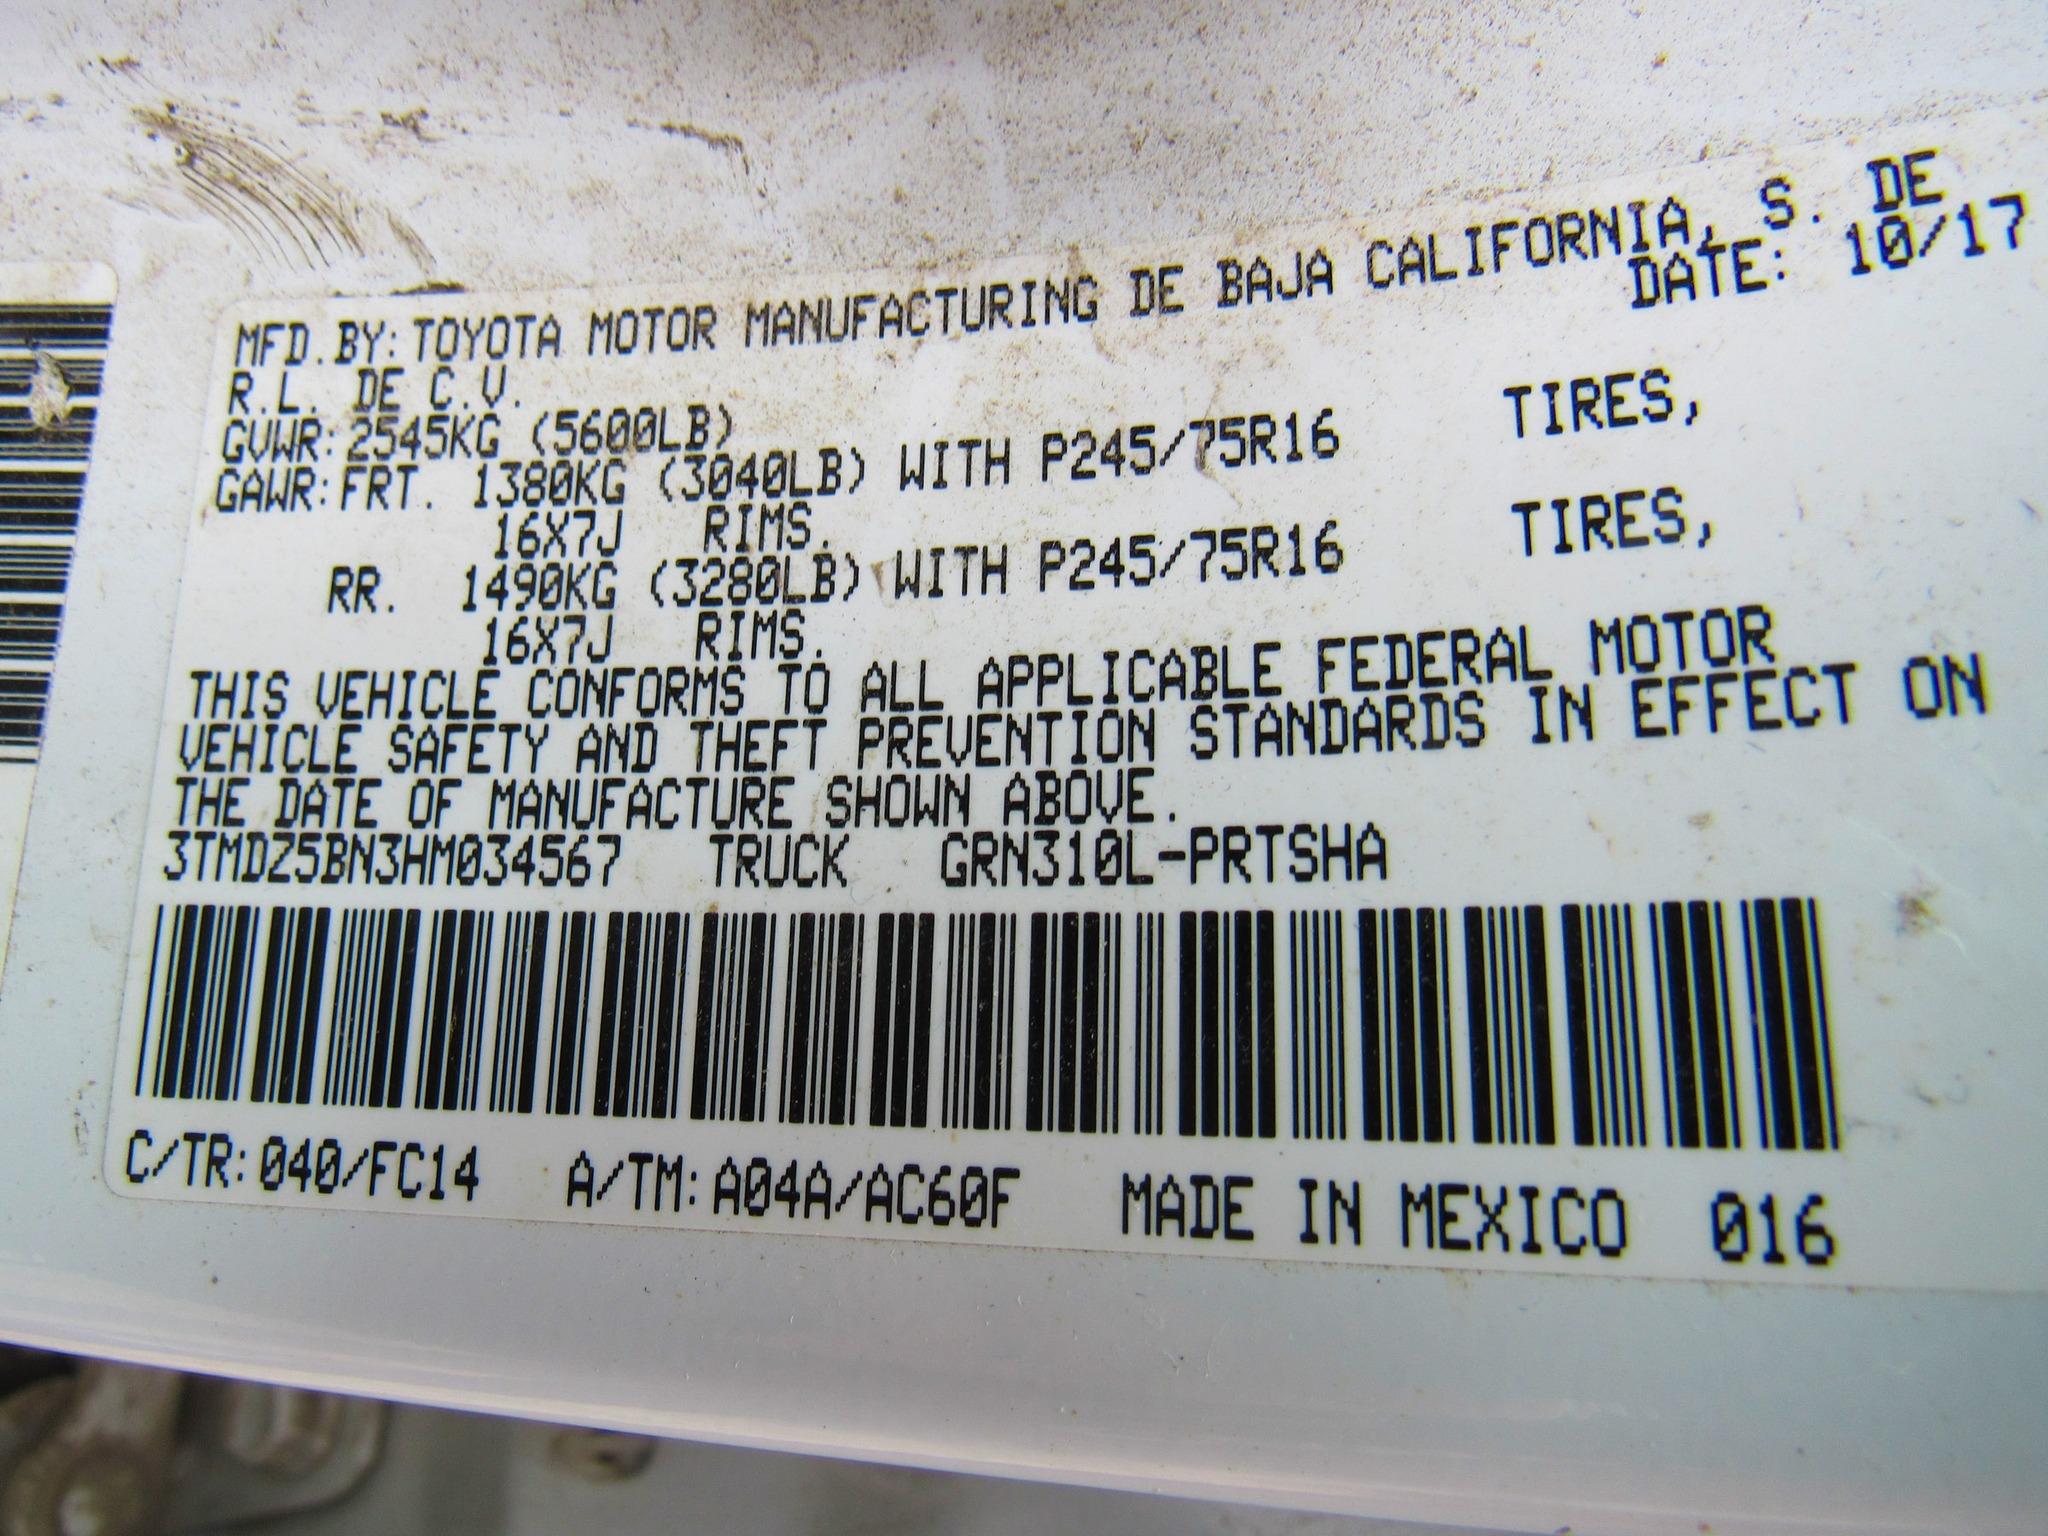 MFD.BY:TOYOTA MOTOR MANUFACTURING DE BAJA CALIFORNIA, S. DE
R.L. DE C.V. DATE: 10/17
GVWR:2545KG (5600LB)
GAWR:FRT. 1380KG (3040LB) WITH P245/75R16 TIRES,
16X7J RIMS.
RR. 1490KG (3280LB) WITH P245/75R16 TIRES,
16X7J RIMS.
THIS VEHICLE CONFORMS TO ALL APPLICABLE FEDERAL MOTOR
VEHICLE SAFETY AND THEFT PREVENTION STANDARDS IN EFFECT ON
THE DATE OF MANUFACTURE SHOWN ABOVE.
3TMDZ5BN3HM034567 TRUCK GRN310L-PRTSHA
C/TR:040/FC14 A/TM:A04A/AC60F MADE IN MEXICO 016